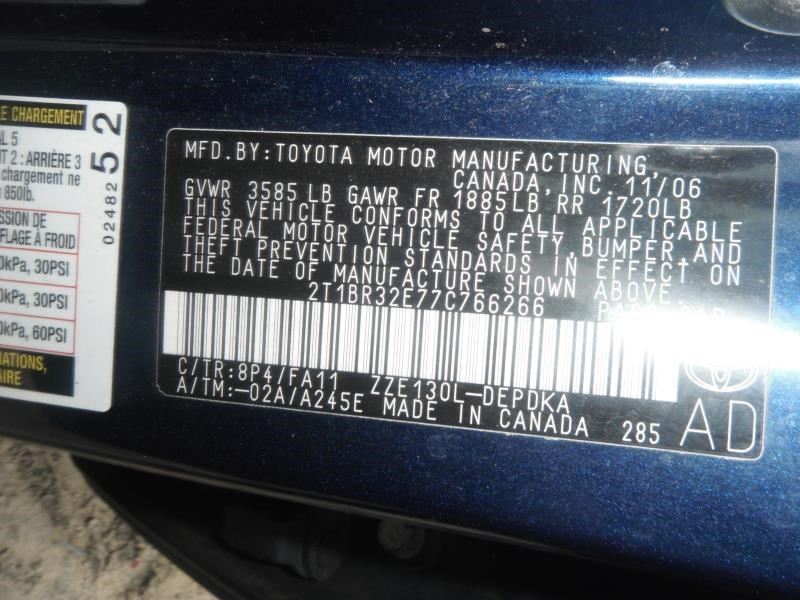 E CHARGEMENT
AL 5
T 2 : ARRIÈRE 3
chargement ne
850lb.
SSION DE
FLAGE À FROID
0kPa, 30PSI
0kPa, 30PSI
0kPa, 60PSI
MATIONS,
AIRE
02482
52
MFD. BY: TOYOTA MOTOR MANUFACTURING,
CANADA, INC. 11/06
GVWR 3585 LB GAWR FR 1885LB RR 1720LB
THIS VEHICLE CONFORMS TO ALL APPLICABLE
FEDERAL MOTOR VEHICLE SAFETY, BUMPER, AND
THEFT PREVENTION STANDARDS IN EFFECT ON
THE DATE OF MANUFACTURE SHOWN ABOVE.
2T1BR32E77C766266
C/TR: 8P4/FA11 ZZE130L-DEPDKA
A/TM: -02A/A245E MADE IN CANADA 285
AD